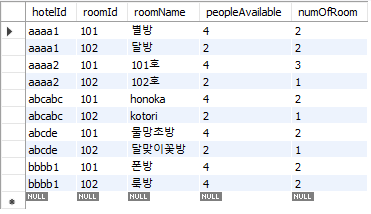 hotelId roomId roomName peopleAvailable numOfRoom
aaaa1 101 별방 4 2
aaaa1 102 달방 2 2
aaaa2 101 101호 4 3
aaaa2 102 102호 2 1
abcabc 101 honoka 4 2
abcabc 102 kotori 2 1
abcde 101 물망초방 4 2
abcde 102 달맞이꽃방 2 1
bbbb1 101 폰방 4 2
bbbb1 102 룩방 4 2
NULL NULL NULL NULL NULL